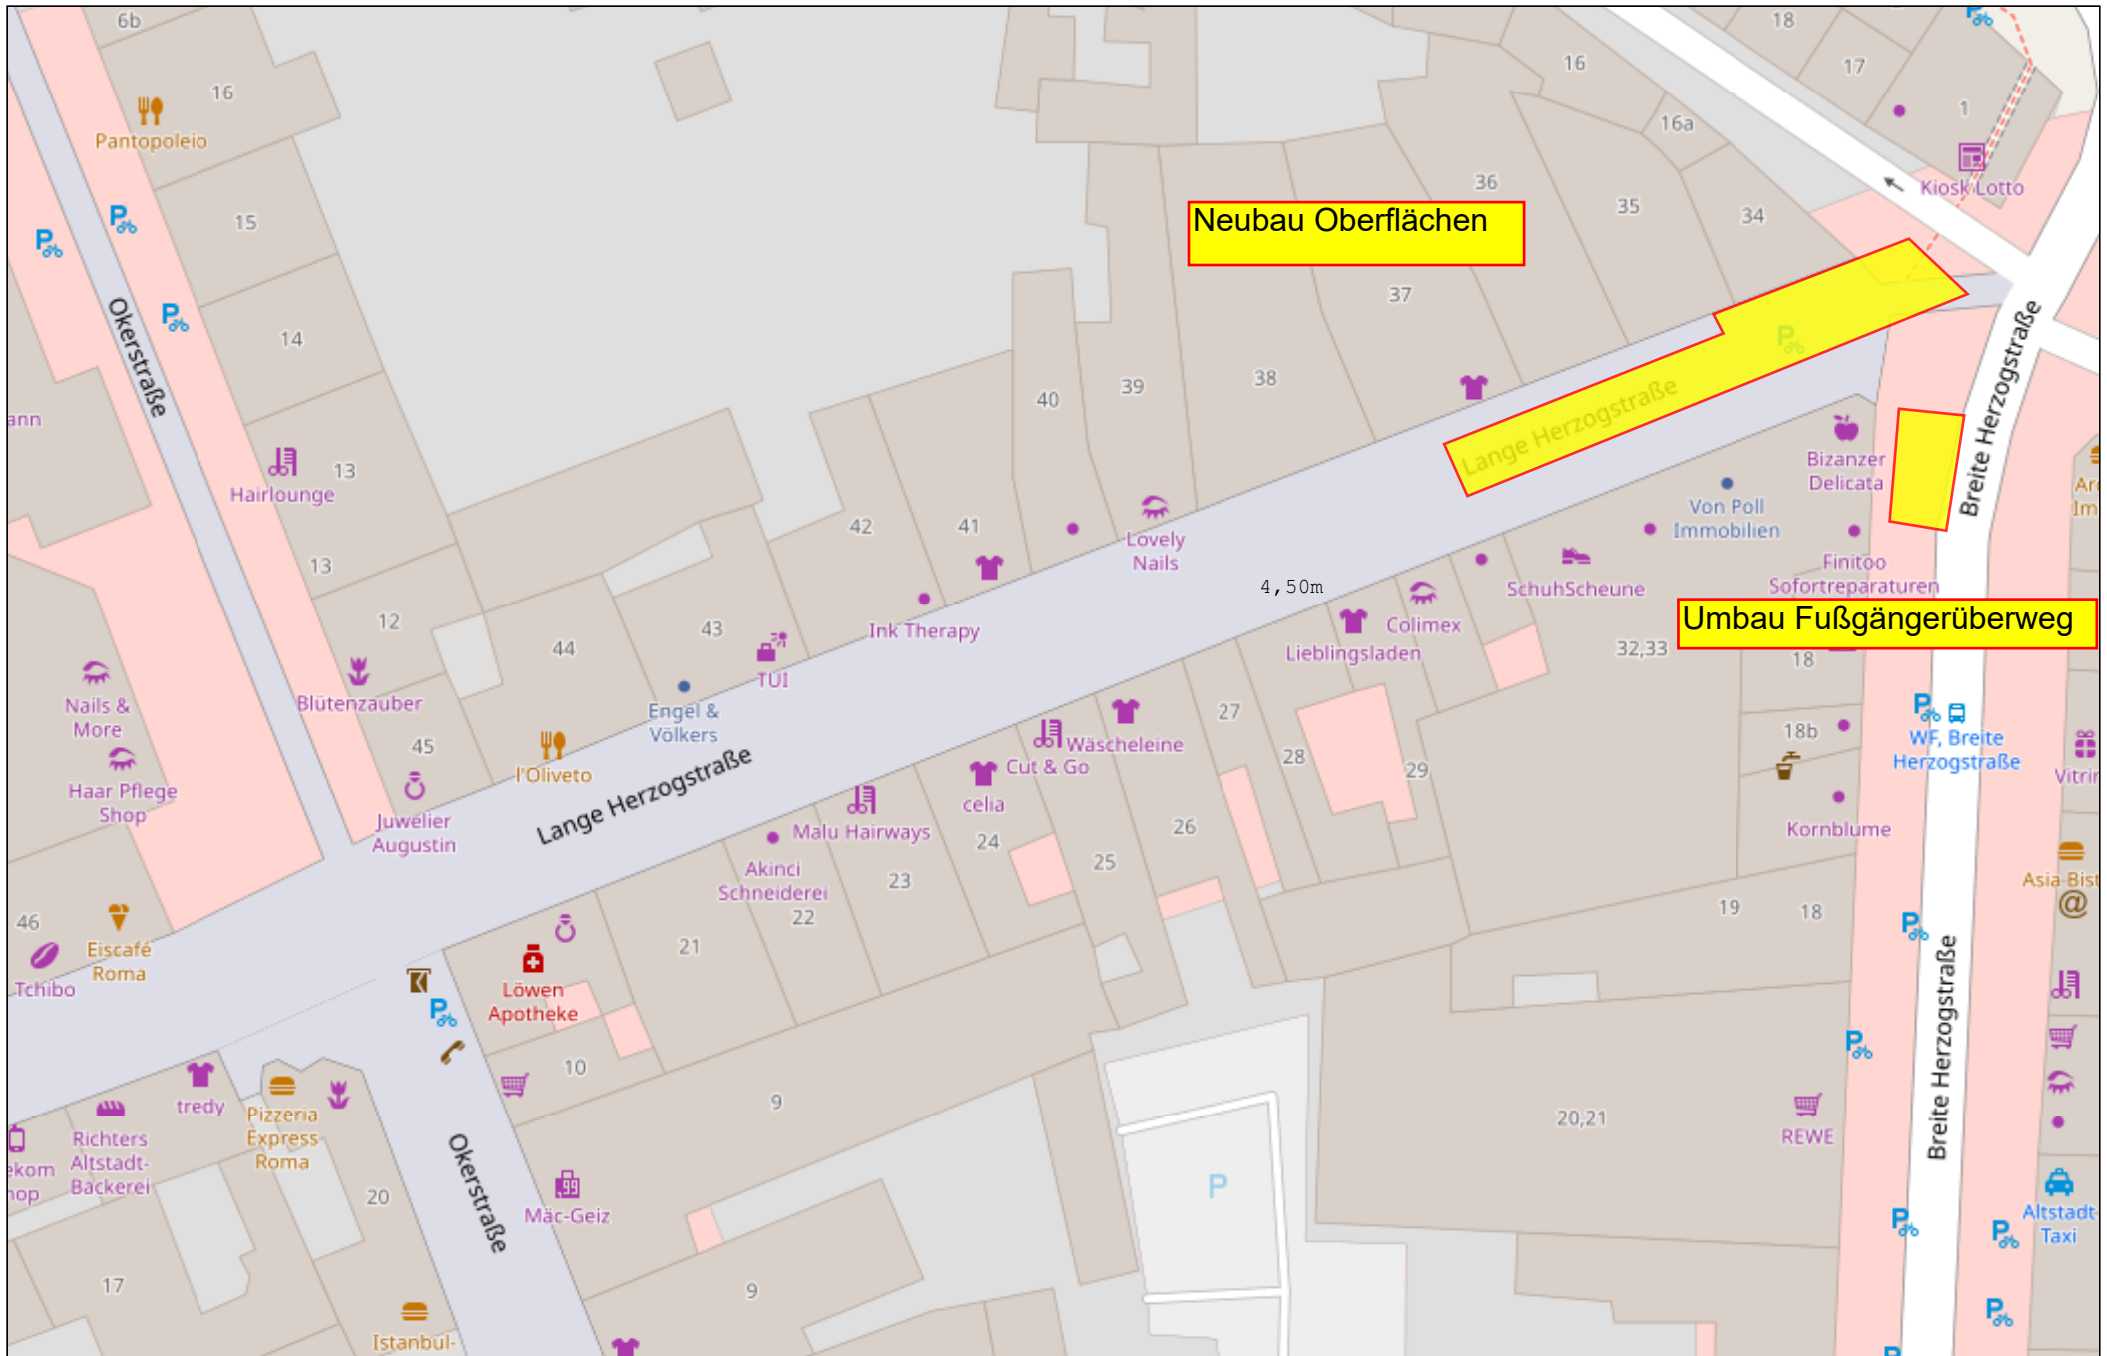 6b
16
Pantopoleio
15
14
Okerstraße
ann
13
Hairlounge
13
12
Blütenzauber
Nails &
More
Haar Pflege
Shop
45
Juwelier
Augustin
46
Eiscafé
Roma
Tchibo
44
l'Oliveto
43
Engel &
Völkers
TUI
42
41
Ink Therapy
40
39
Lovely
Nails
38
37
36
35
34
16
16a
18
17
1
Kiosk Lotto
Neubau Oberflächen
Lange Herzogstraße
Lange Herzogstraße
Breite Herzogstraße
Bizanzer
Delicata
Von Poll
Immobilien
Finitoo
Sofortreparaturen
SchuhScheune
4,50m
Colimex
Lieblingsladen
32,33
Umbau Fußgängerüberweg
18
18b
WF, Breite
Herzogstraße
Kornblume
27
28
29
Wäscheleine
Cut & Go
celia
Malu Hairways
Akinci
Schneiderei
26
25
24
23
22
21
Löwen
Apotheke
10
9
9
19
18
20,21
REWE
P
Breite Herzogstraße
Asia-Bist
@
Vitrin
Altstadt-
Taxi
tredy
Richters
Altstadt-
Bäckerei
Pizzeria
Express
Roma
ekom
hop
20
17
Okerstraße
Mäc-Geiz
Istanbul-